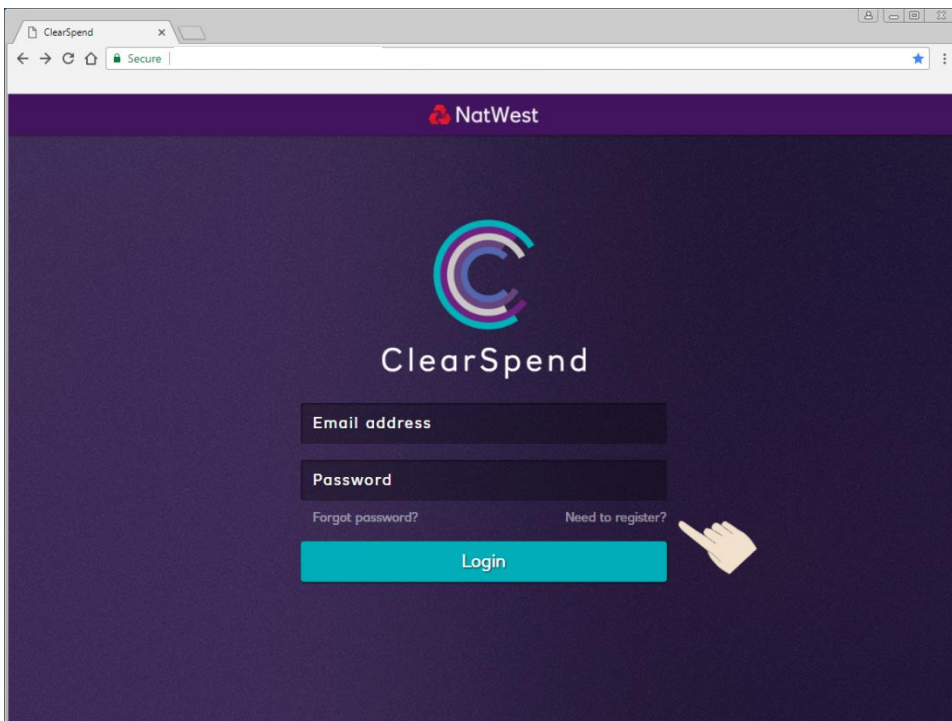 ClearSpend
Secure
NatWest
ClearSpend
Email address
Password
Forgot password? Need to register?
Login